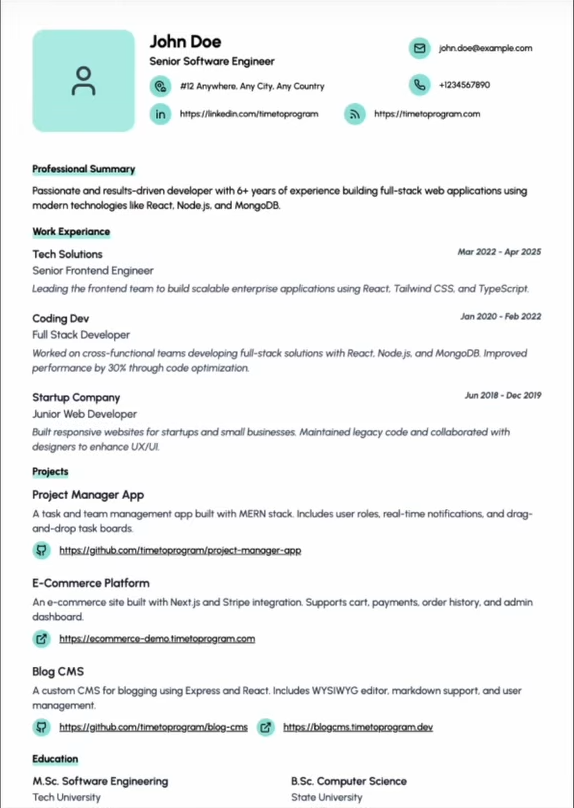 John Doe
Senior Software Engineer
#12 Anywhere, Any City, Any Country
https://linkedin.com/timetoprogram
john.doe@example.com
+1234567890
https://timetoprogram.com
Professional Summary
Passionate and results-driven developer with 6+ years of experience building full-stack web applications using
modern technologies like React, Node.js, and MongoDB.
Work Experiance
Tech Solutions
Mar 2022 - Apr 2025
Senior Frontend Engineer
Leading the frontend team to build scalable enterprise applications using React, Tailwind CSS, and TypeScript.
Coding Dev
Jan 2020 - Feb 2022
Full Stack Developer
Worked on cross-functional teams developing full-stack solutions with React, Node.js, and MongoDB. Improved
performance by 30% through code optimization.
Startup Company
Jun 2018 - Dec 2019
Junior Web Developer
Built responsive websites for startups and small businesses. Maintained legacy code and collaborated with
designers to enhance UX/UI.
Projects
Project Manager App
A task and team management app built with MERN stack. Includes user roles, real-time notifications, and drag-
and-drop task boards.
https://github.com/timetoprogram/project-manager-app
E-Commerce Platform
An e-commerce site built with Next.js and Stripe integration. Supports cart, payments, order history, and admin
dashboard.
https://ecommerce-demo.timetoprogram.com
Blog CMS
A custom CMS for blogging using Express and React. Includes WYSIWYG editor, markdown support, and user
management.
https://github.com/timetoprogram/blog-cms
https://blogcms.timetoprogram.dev
Education
M.Sc. Software Engineering
Tech University
B.Sc. Computer Science
State University